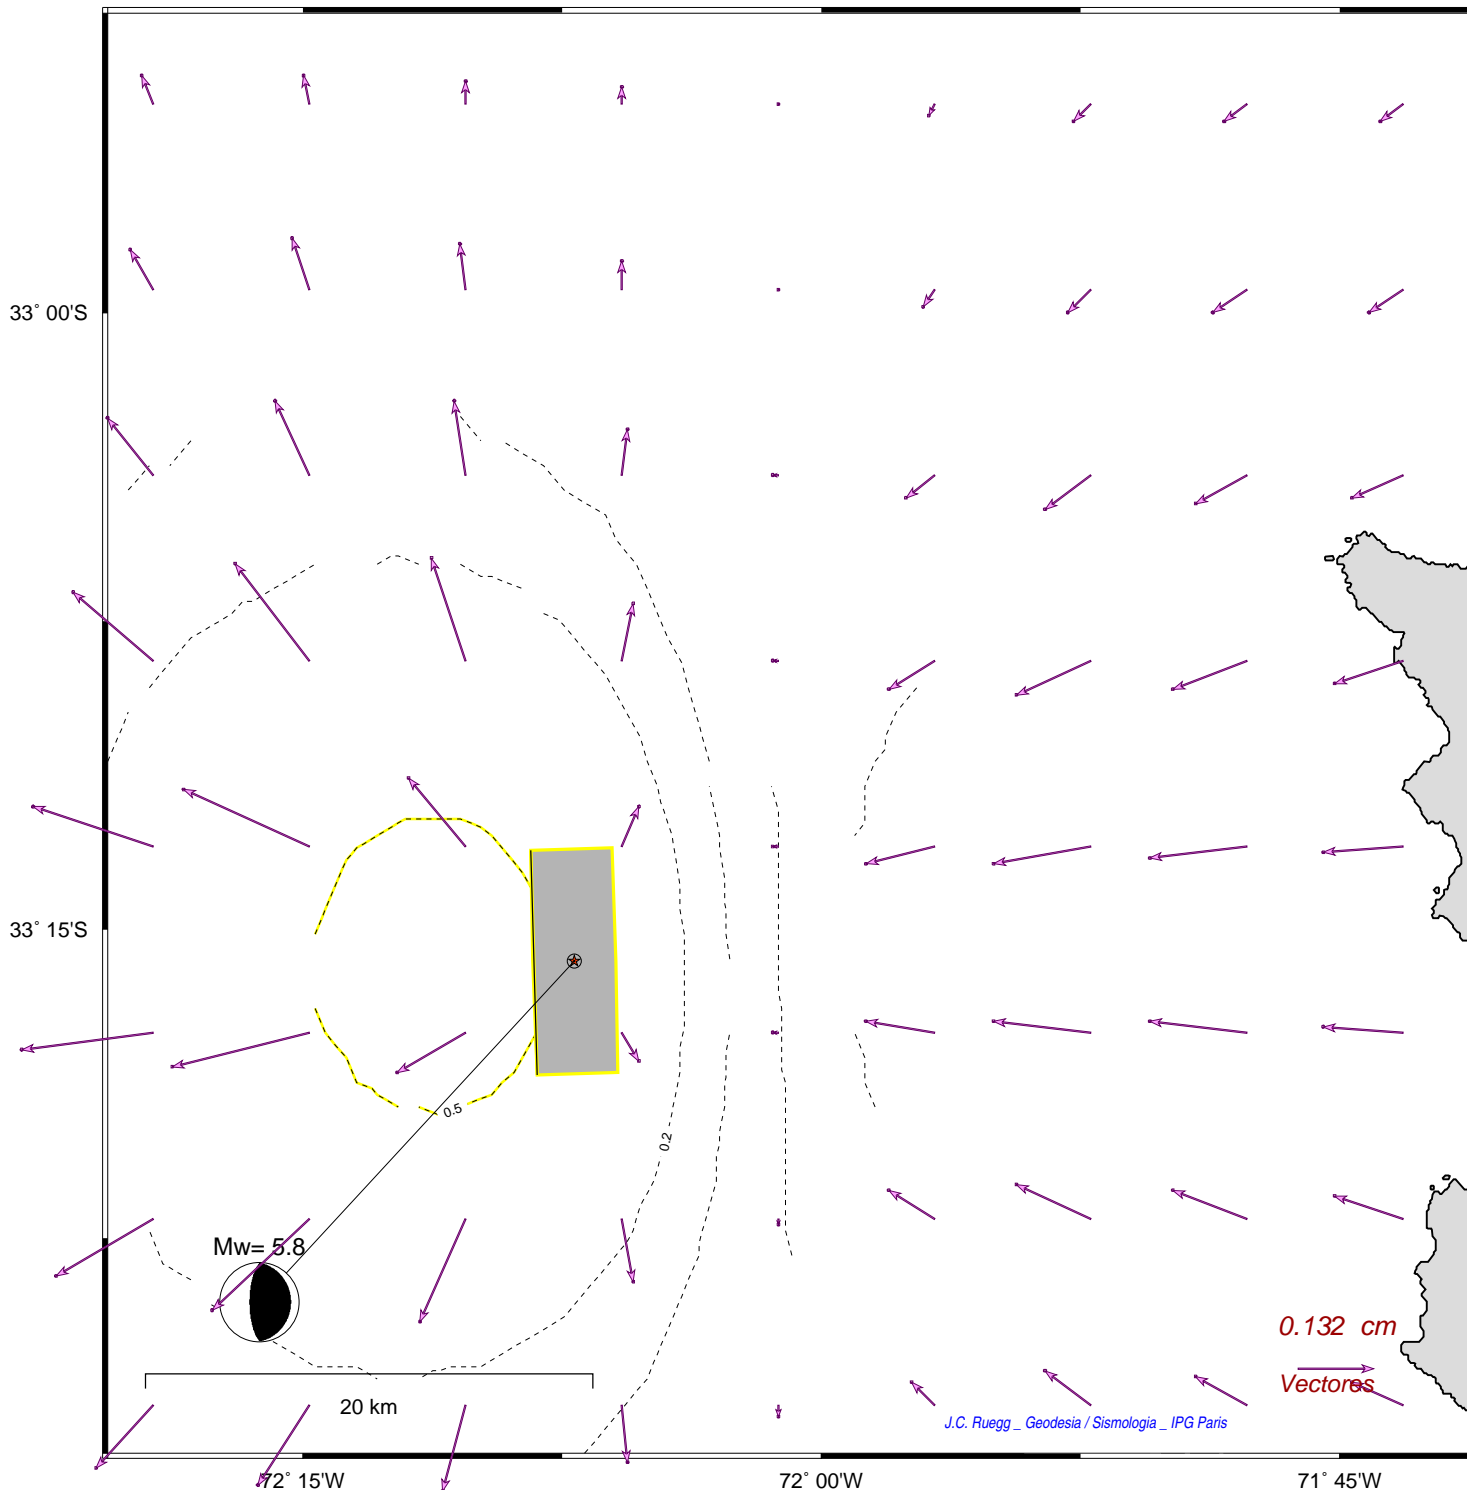 33° 00'S
33° 15'S
0.5
0.2
Mw= 5.8
0.132 cm
Vectores
20 km
J.C. Ruegg _ Geodesia / Sismologia _ IPG Paris
72° 15'W
72° 00'W
71° 45'W